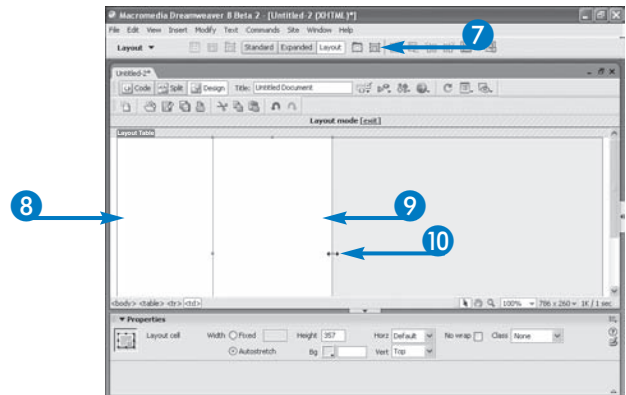 Macromedia Dreamweaver 8 Beta 2 - [Untitled-2 (XHTML)*]
File Edit View Insert Modify Text Commands Site Window Help
Layout Standard Expanded Layout 7
Untitled-2*
Code Split Design Title: Untitled Document
Layout mode [exit]
Layout Table
8 9
10
<body> <table> <tr> <td> 100% 786 x 260 1K / 1 sec
Properties
Layout cell Width Fixed Height 357 Horz Default No wrap Class None
Autostretch Bg Vert Top